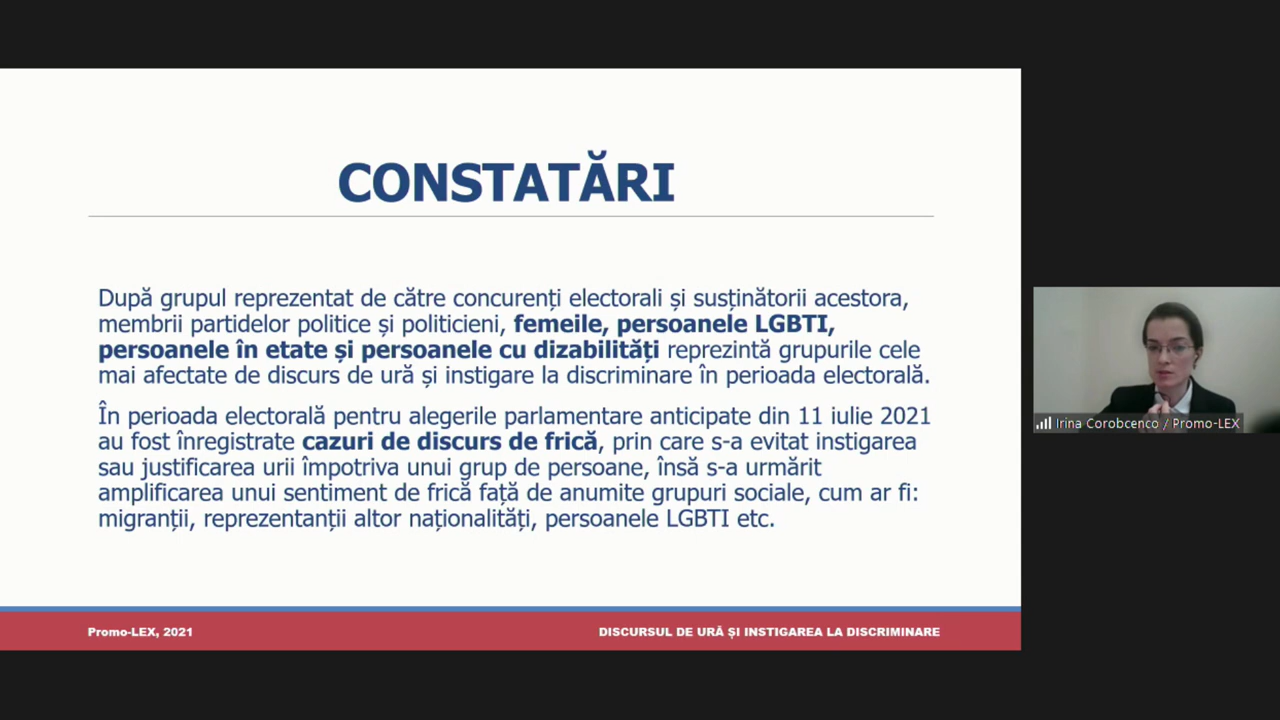 CONSTATĂRI
După grupul reprezentat de către concurenți electorali și susținătorii acestora,
membrii partidelor politice și politicieni, femeile, persoanele LGBTI,
persoanele în etate și persoanele cu dizabilități reprezintă grupurile cele
mai afectate de discurs de ură și instigare la discriminare în perioada electorală.
În perioada electorală pentru alegerile parlamentare anticipate din 11 iulie 2021
au fost înregistrate cazuri de discurs de frică, prin care s-a evitat instigarea
sau justificarea urii împotriva unui grup de persoane, însă s-a urmărit
amplificarea unui sentiment de frică față de anumite grupuri sociale, cum ar fi:
migranții, reprezentanții altor naționalități, persoanele LGBTI etc.
Promo-LEX, 2021
DISCURSUL DE URĂ ȘI INSTIGAREA LA DISCRIMINARE
Irina Corobcenco / Promo-LEX